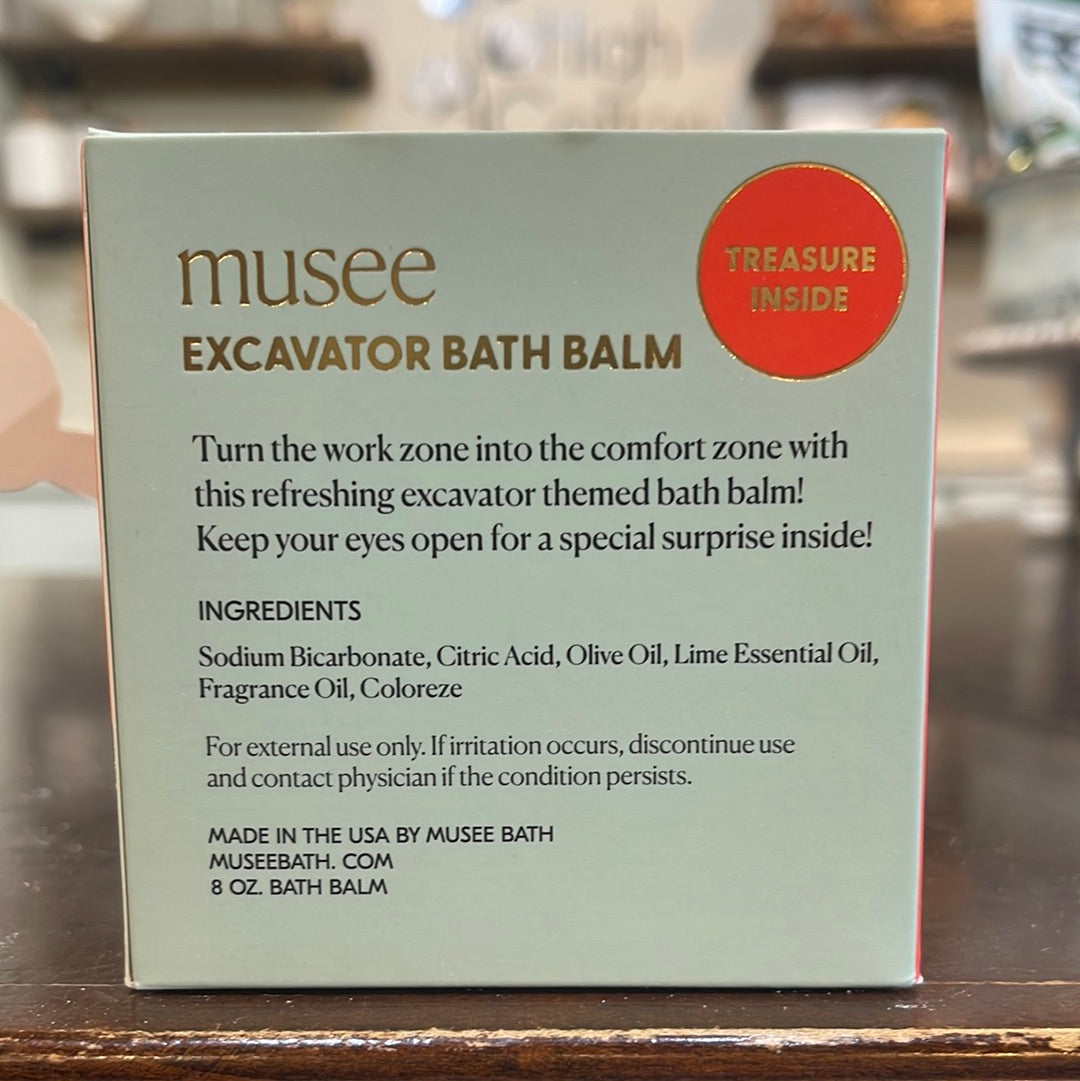 High
musee
TREASURE
INSIDE
EXCAVATOR BATH BALM
Turn the work zone into the comfort zone with
this refreshing excavator themed bath balm!
Keep your eyes open for a special surprise inside!
INGREDIENTS
Sodium Bicarbonate, Citric Acid, Olive Oil, Lime Essential Oil,
Fragrance Oil, Coloreze
For external use only. If irritation occurs, discontinue use
and contact physician if the condition persists.
MADE IN THE USA BY MUSEE BATH
MUSEEBATH. COM
8 OZ. BATH BALM